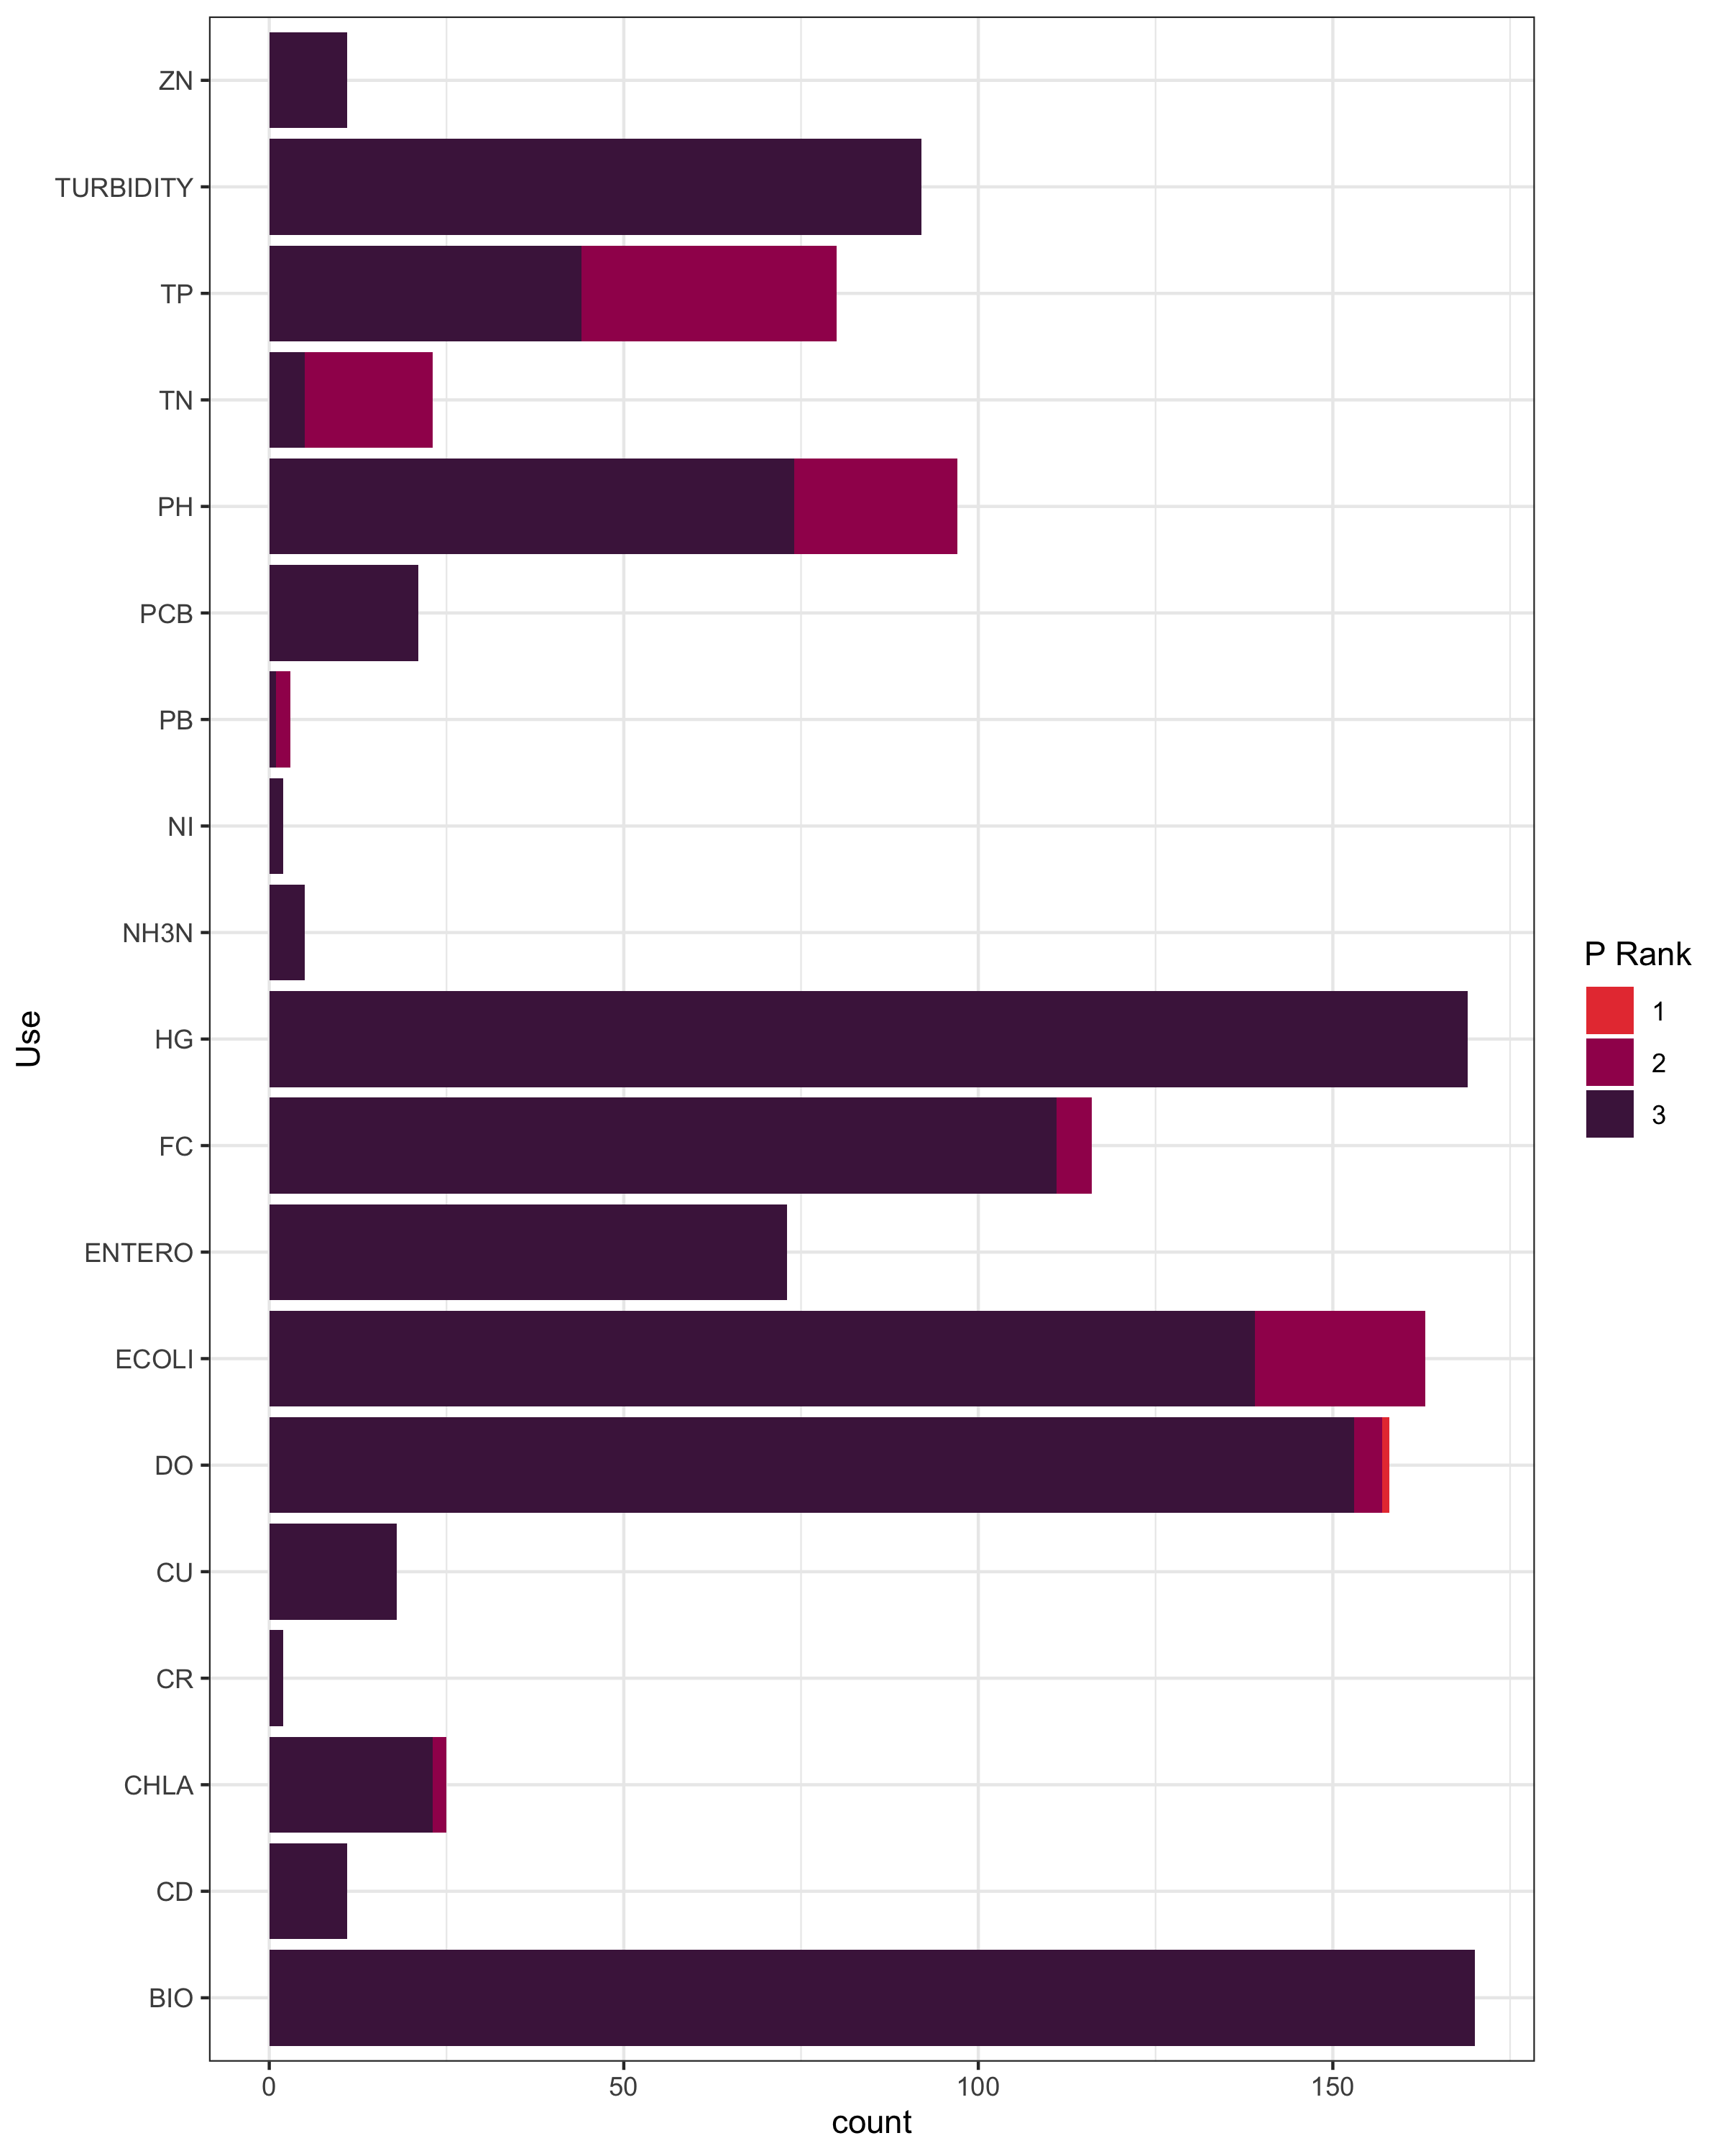 ZN
TURBIDITY
TP
TN
PH
PCB
PB
NI
NH3N
HG
FC
ENTERO
ECOLI
DO
CU
CR
CHLA
CD
BIO
Use
0 50 100 150
count
P Rank
1
2
3